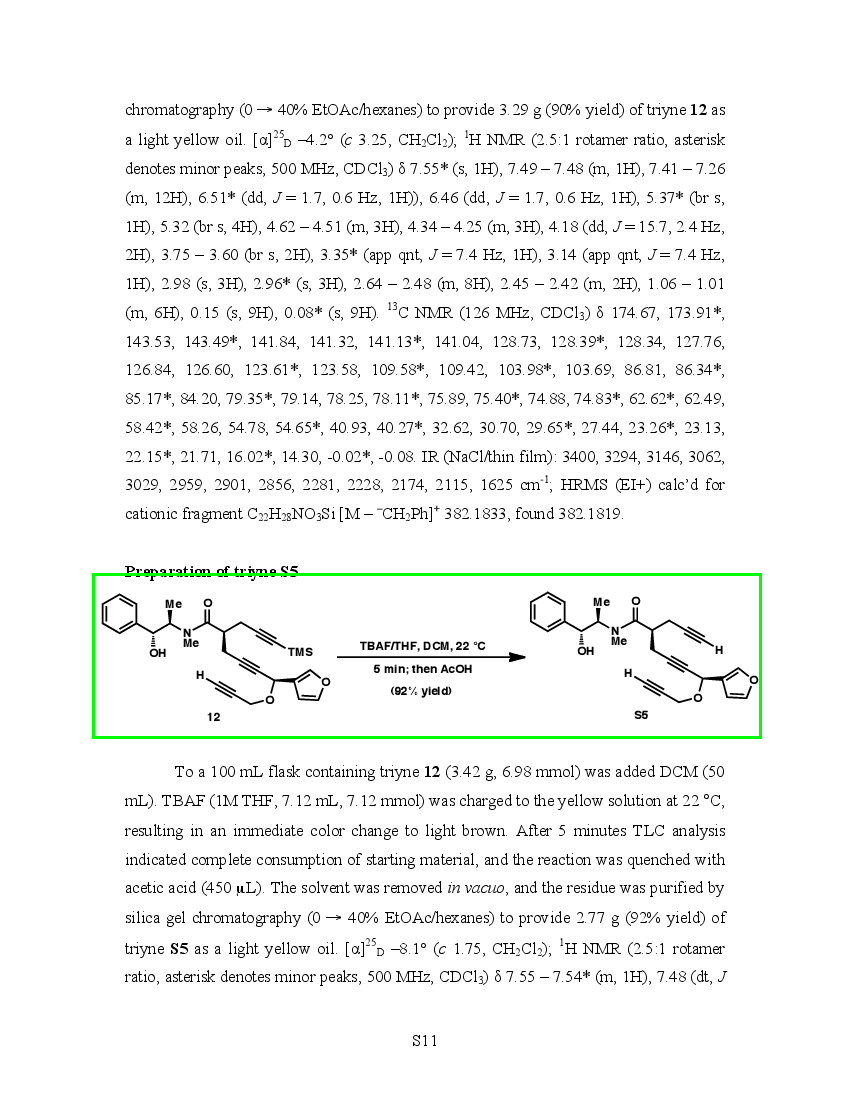 chromatography (0 → 40% EtOAc/hexanes) to provide 3.29 g (90% yield) of triyne 12 as
a light yellow oil. [α]²⁵D –4.2° (c 3.25, CH₂Cl₂); ¹H NMR (2.5:1 rotamer ratio, asterisk
denotes minor peaks, 500 MHz, CDCl₃) δ 7.55* (s, 1H), 7.49 – 7.48 (m, 1H), 7.41 – 7.26
(m, 12H), 6.51* (dd, J = 1.7, 0.6 Hz, 1H)), 6.46 (dd, J = 1.7, 0.6 Hz, 1H), 5.37* (br s,
1H), 5.32 (br s, 4H), 4.62 – 4.51 (m, 3H), 4.34 – 4.25 (m, 3H), 4.18 (dd, J = 15.7, 2.4 Hz,
2H), 3.75 – 3.60 (br s, 2H), 3.35* (app qnt, J = 7.4 Hz, 1H), 3.14 (app qnt, J = 7.4 Hz,
1H), 2.98 (s, 3H), 2.96* (s, 3H), 2.64 – 2.48 (m, 8H), 2.45 – 2.42 (m, 2H), 1.06 – 1.01
(m, 6H), 0.15 (s, 9H), 0.08* (s, 9H). ¹³C NMR (126 MHz, CDCl₃) δ 174.67, 173.91*,
143.53, 143.49*, 141.84, 141.32, 141.13*, 141.04, 128.73, 128.39*, 128.34, 127.76,
126.84, 126.60, 123.61*, 123.58, 109.58*, 109.42, 103.98*, 103.69, 86.81, 86.34*,
85.17*, 84.20, 79.35*, 79.14, 78.25, 78.11*, 75.89, 75.40*, 74.88, 74.83*, 62.62*, 62.49,
58.42*, 58.26, 54.78, 54.65*, 40.93, 40.27*, 32.62, 30.70, 29.65*, 27.44, 23.26*, 23.13,
22.15*, 21.71, 16.02*, 14.30, -0.02*, -0.08. IR (NaCl/thin film): 3400, 3294, 3146, 3062,
3029, 2959, 2901, 2856, 2281, 2228, 2174, 2115, 1625 cm⁻¹; HRMS (EI+) calc'd for
cationic fragment C₂₂H₂₈NO₃Si [M – ⁻CH₂Ph]⁺ 382.1833, found 382.1819.
Preparation of triyne S5
Me O
N
Me
OH
TMS
H
O
O
12
TBAF/THF, DCM, 22 °C
5 min; then AcOH
(92% yield)
Me O
N
Me
OH
H
H
O
O
S5
To a 100 mL flask containing triyne 12 (3.42 g, 6.98 mmol) was added DCM (50
mL). TBAF (1M THF, 7.12 mL, 7.12 mmol) was charged to the yellow solution at 22 °C,
resulting in an immediate color change to light brown. After 5 minutes TLC analysis
indicated complete consumption of starting material, and the reaction was quenched with
acetic acid (450 µL). The solvent was removed in vacuo, and the residue was purified by
silica gel chromatography (0 → 40% EtOAc/hexanes) to provide 2.77 g (92% yield) of
triyne S5 as a light yellow oil. [α]²⁵D –8.1° (c 1.75, CH₂Cl₂); ¹H NMR (2.5:1 rotamer
ratio, asterisk denotes minor peaks, 500 MHz, CDCl₃) δ 7.55 – 7.54* (m, 1H), 7.48 (dt, J
S11